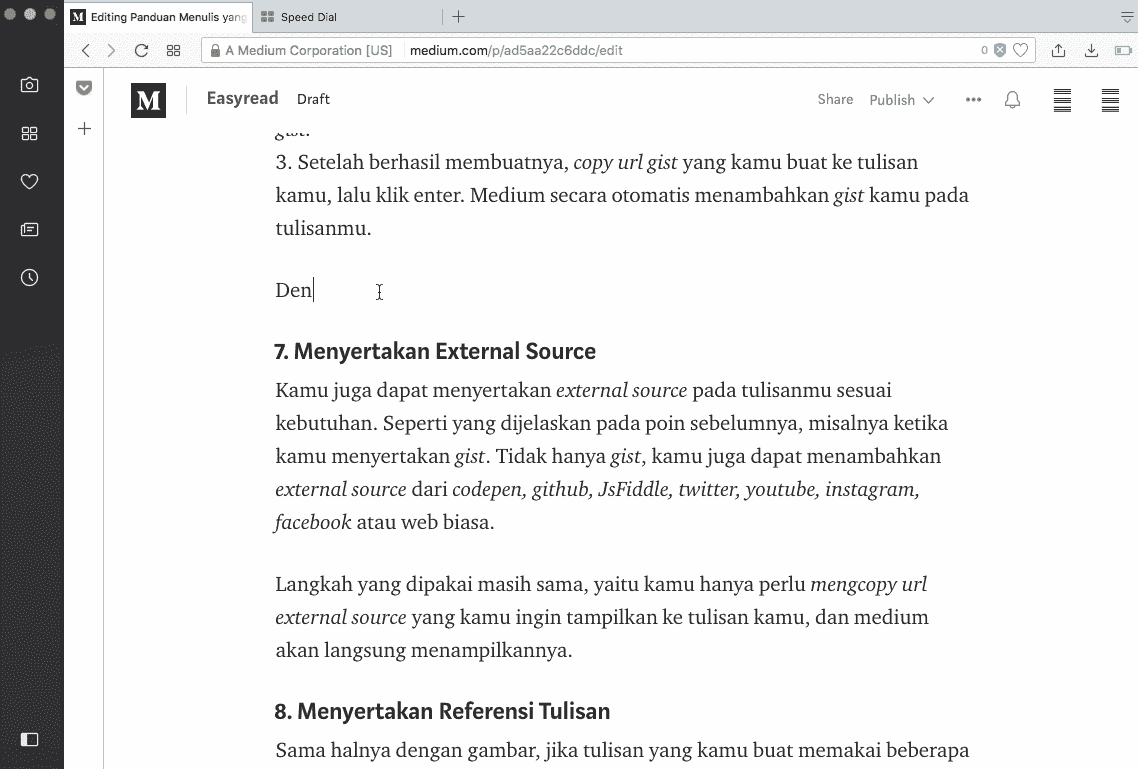 Editing Panduan Menulis yang
Speed Dial
A Medium Corporation [US] medium.com/p/ad5aa22c6ddc/edit
0
M
Easyread Draft
Share Publish
gist.
3. Setelah berhasil membuatnya, copy url gist yang kamu buat ke tulisan
kamu, lalu klik enter. Medium secara otomatis menambahkan gist kamu pada
tulisanmu.
Den
7. Menyertakan External Source
Kamu juga dapat menyertakan external source pada tulisanmu sesuai
kebutuhan. Seperti yang dijelaskan pada poin sebelumnya, misalnya ketika
kamu menyertakan gist. Tidak hanya gist, kamu juga dapat menambahkan
external source dari codepen, github, JsFiddle, twitter, youtube, instagram,
facebook atau web biasa.
Langkah yang dipakai masih sama, yaitu kamu hanya perlu mengcopy url
external source yang kamu ingin tampilkan ke tulisan kamu, dan medium
akan langsung menampilkannya.
8. Menyertakan Referensi Tulisan
Sama halnya dengan gambar, jika tulisan yang kamu buat memakai beberapa